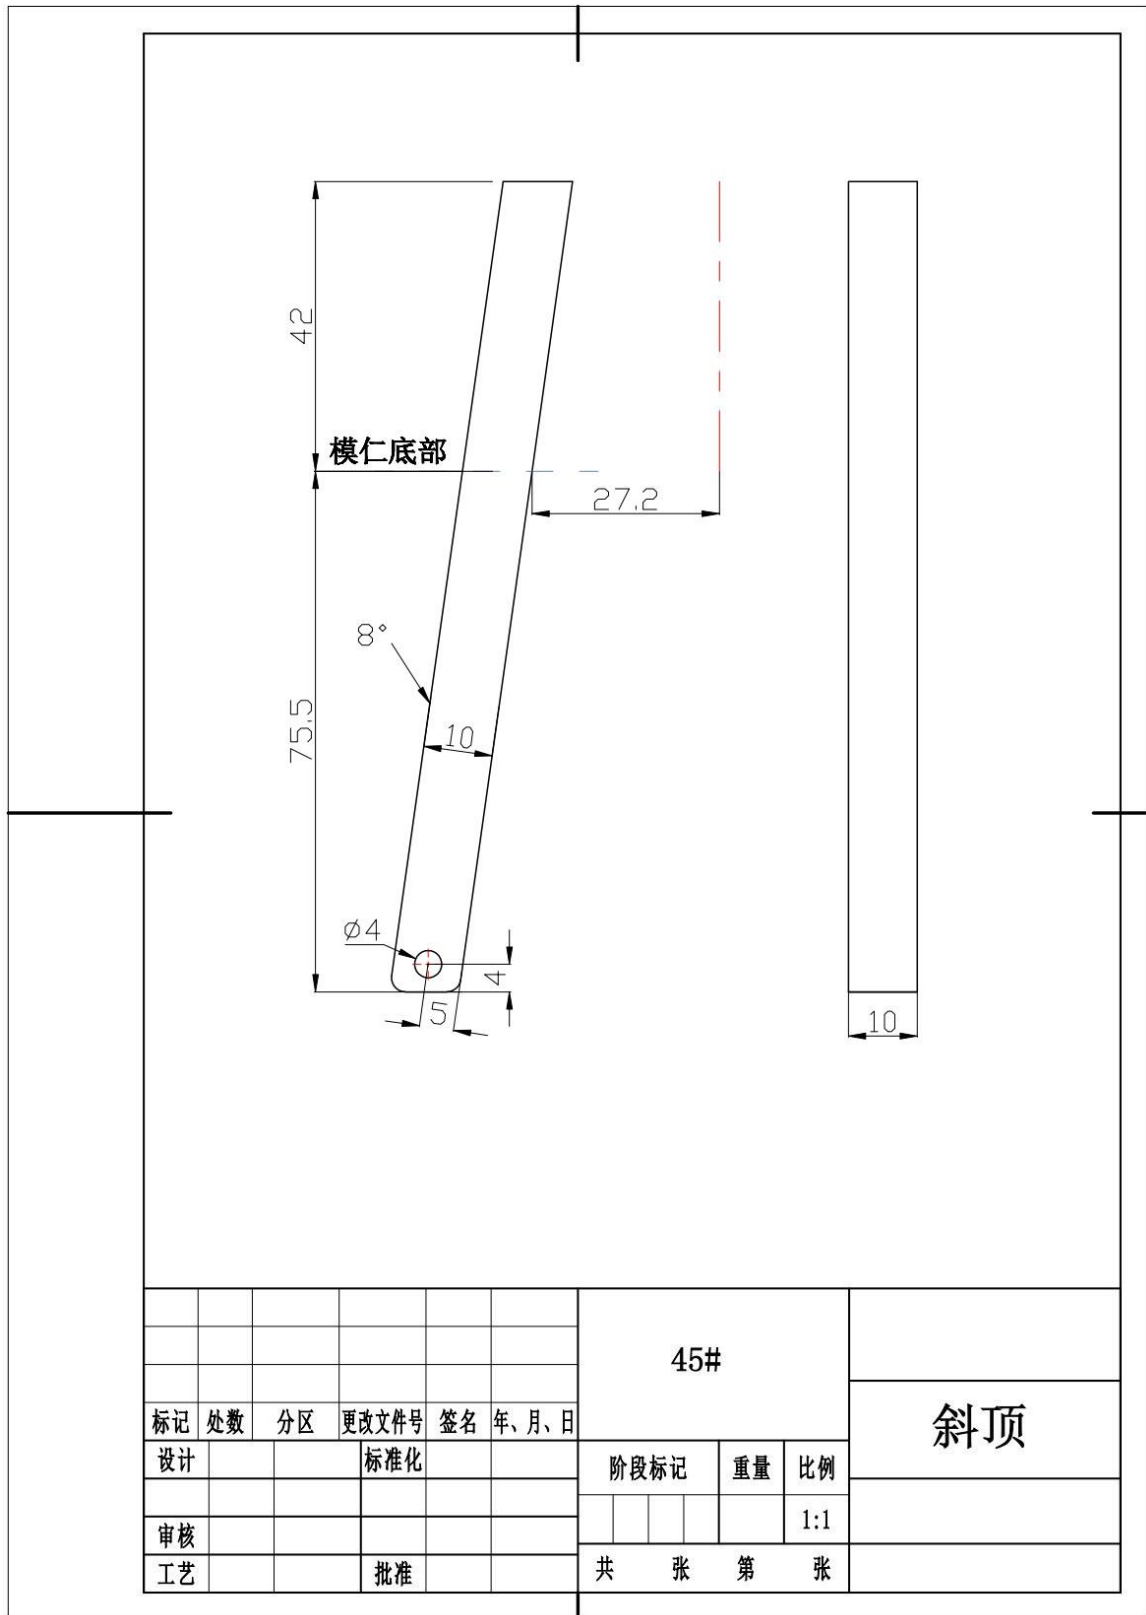 42
模仁底部
27.2
8°
75.5
10
Ø4
4
5
10
45#
标记 处数 分区 更改文件号 签名 年、月、日
斜顶
设计 标准化
阶段标记 重量 比例
1:1
审核
工艺 批准
共 张 第 张